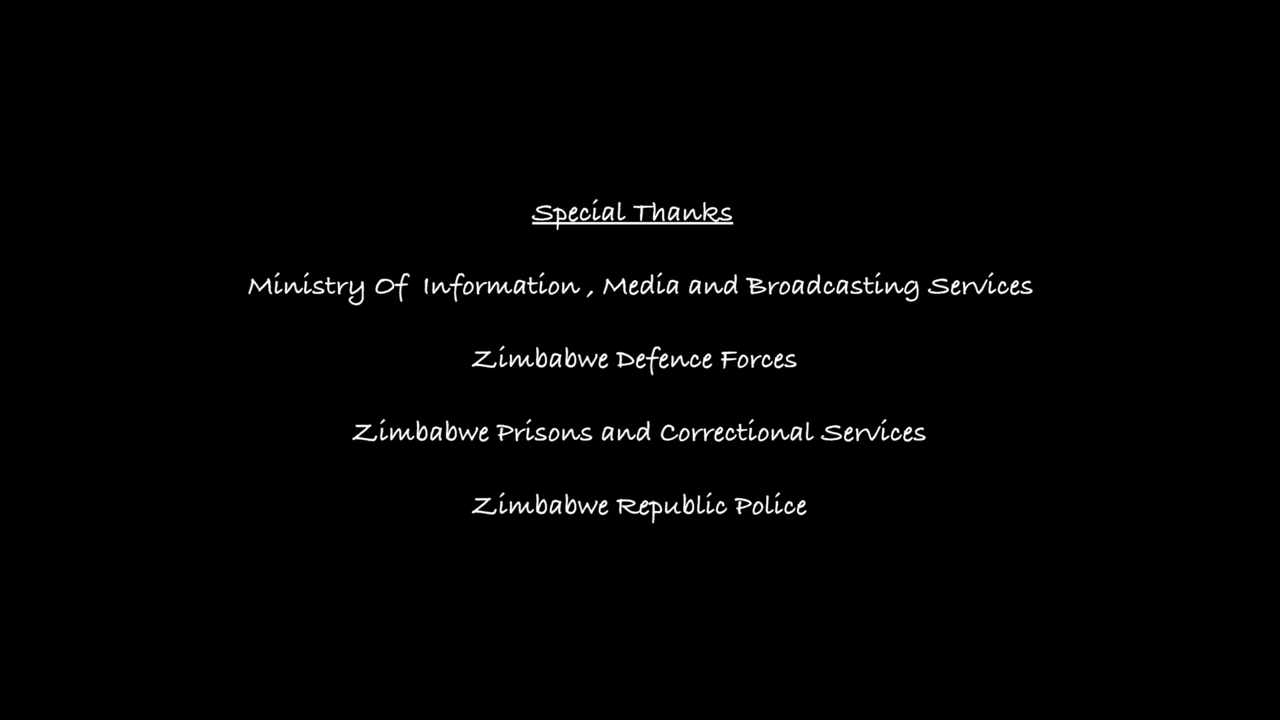 Special Thanks
Ministry Of Information , Media and Broadcasting Services
Zimbabwe Defence Forces
Zimbabwe Prisons and Correctional Services
Zimbabwe Republic Police